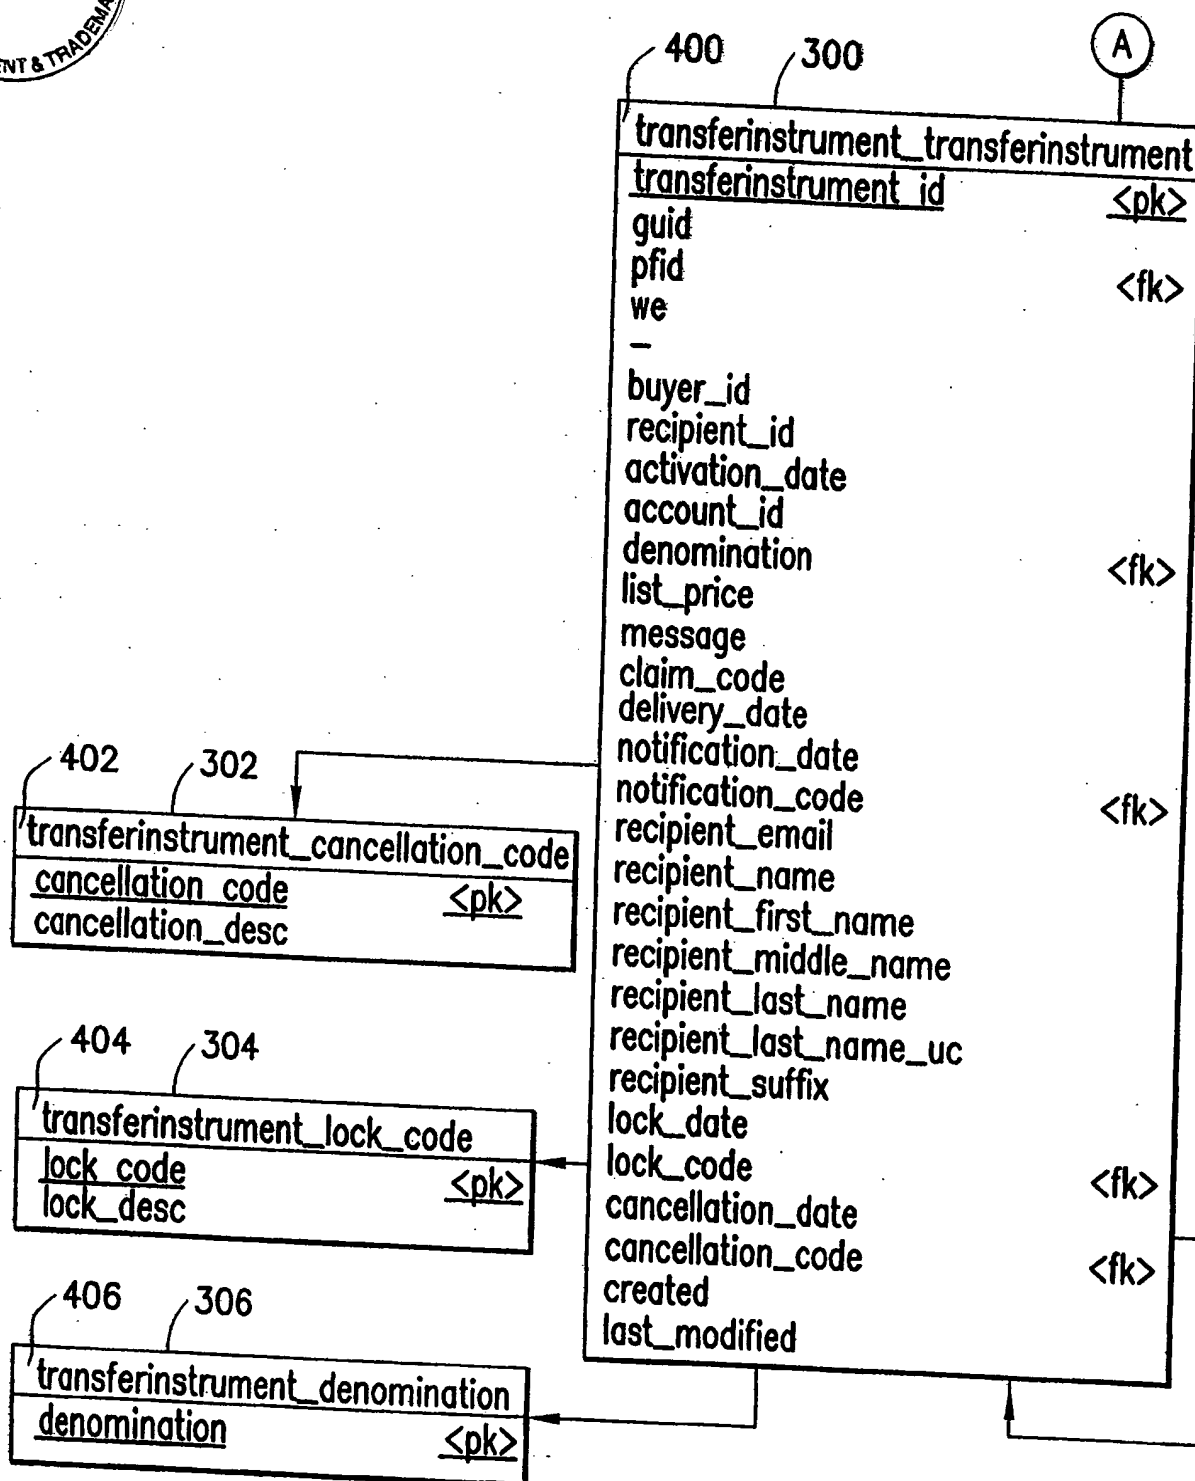 ENT & TRADEMA
400
300
A
transferinstrument_transferinstrument
transferinstrument_id <pk>
guid
pfid <fk>
we
–
buyer_id
recipient_id
activation_date
account_id
denomination <fk>
list_price
message
claim_code
delivery_date
notification_date
notification_code <fk>
recipient_email
recipient_name
recipient_first_name
recipient_middle_name
recipient_last_name
recipient_last_name_uc
recipient_suffix
lock_date
lock_code <fk>
cancellation_date
cancellation_code <fk>
created
last_modified
402
302
transferinstrument_cancellation_code
cancellation_code <pk>
cancellation_desc
404
304
transferinstrument_lock_code
lock_code <pk>
lock_desc
406
306
transferinstrument_denomination
denomination <pk>